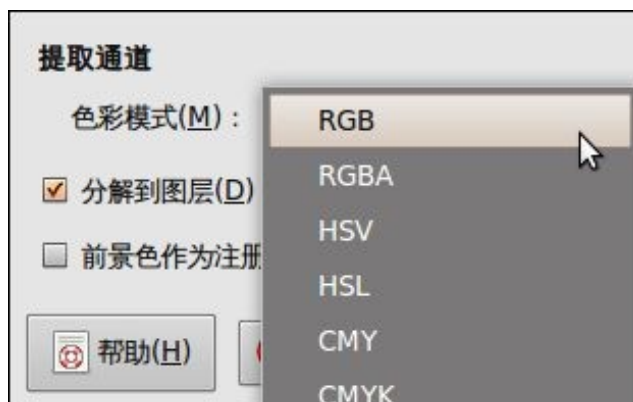 提取通道
色彩模式(M)：
RGB
RGBA
HSV
HSL
CMY
CMYK
分解到图层(D)
前景色作为注册
帮助(H)